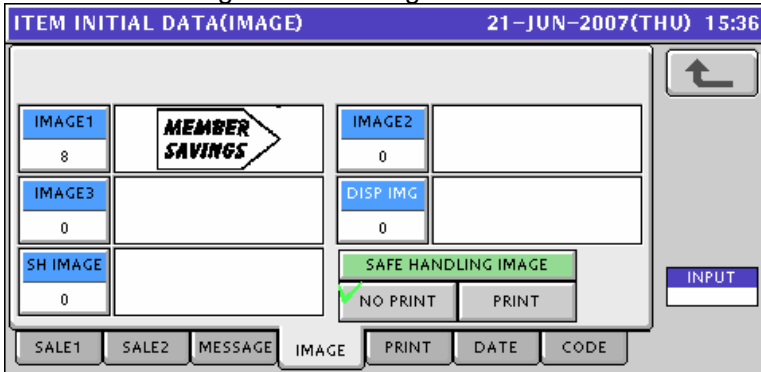 ITEM INITIAL DATA(IMAGE) 21-JUN-2007(THU) 15:36
IMAGE1
8
MEMBER
SAVINGS
IMAGE2
0
IMAGE3
0
DISP IMG
0
SH IMAGE
0
SAFE HANDLING IMAGE
NO PRINT PRINT
INPUT
SALE1 SALE2 MESSAGE IMAGE PRINT DATE CODE